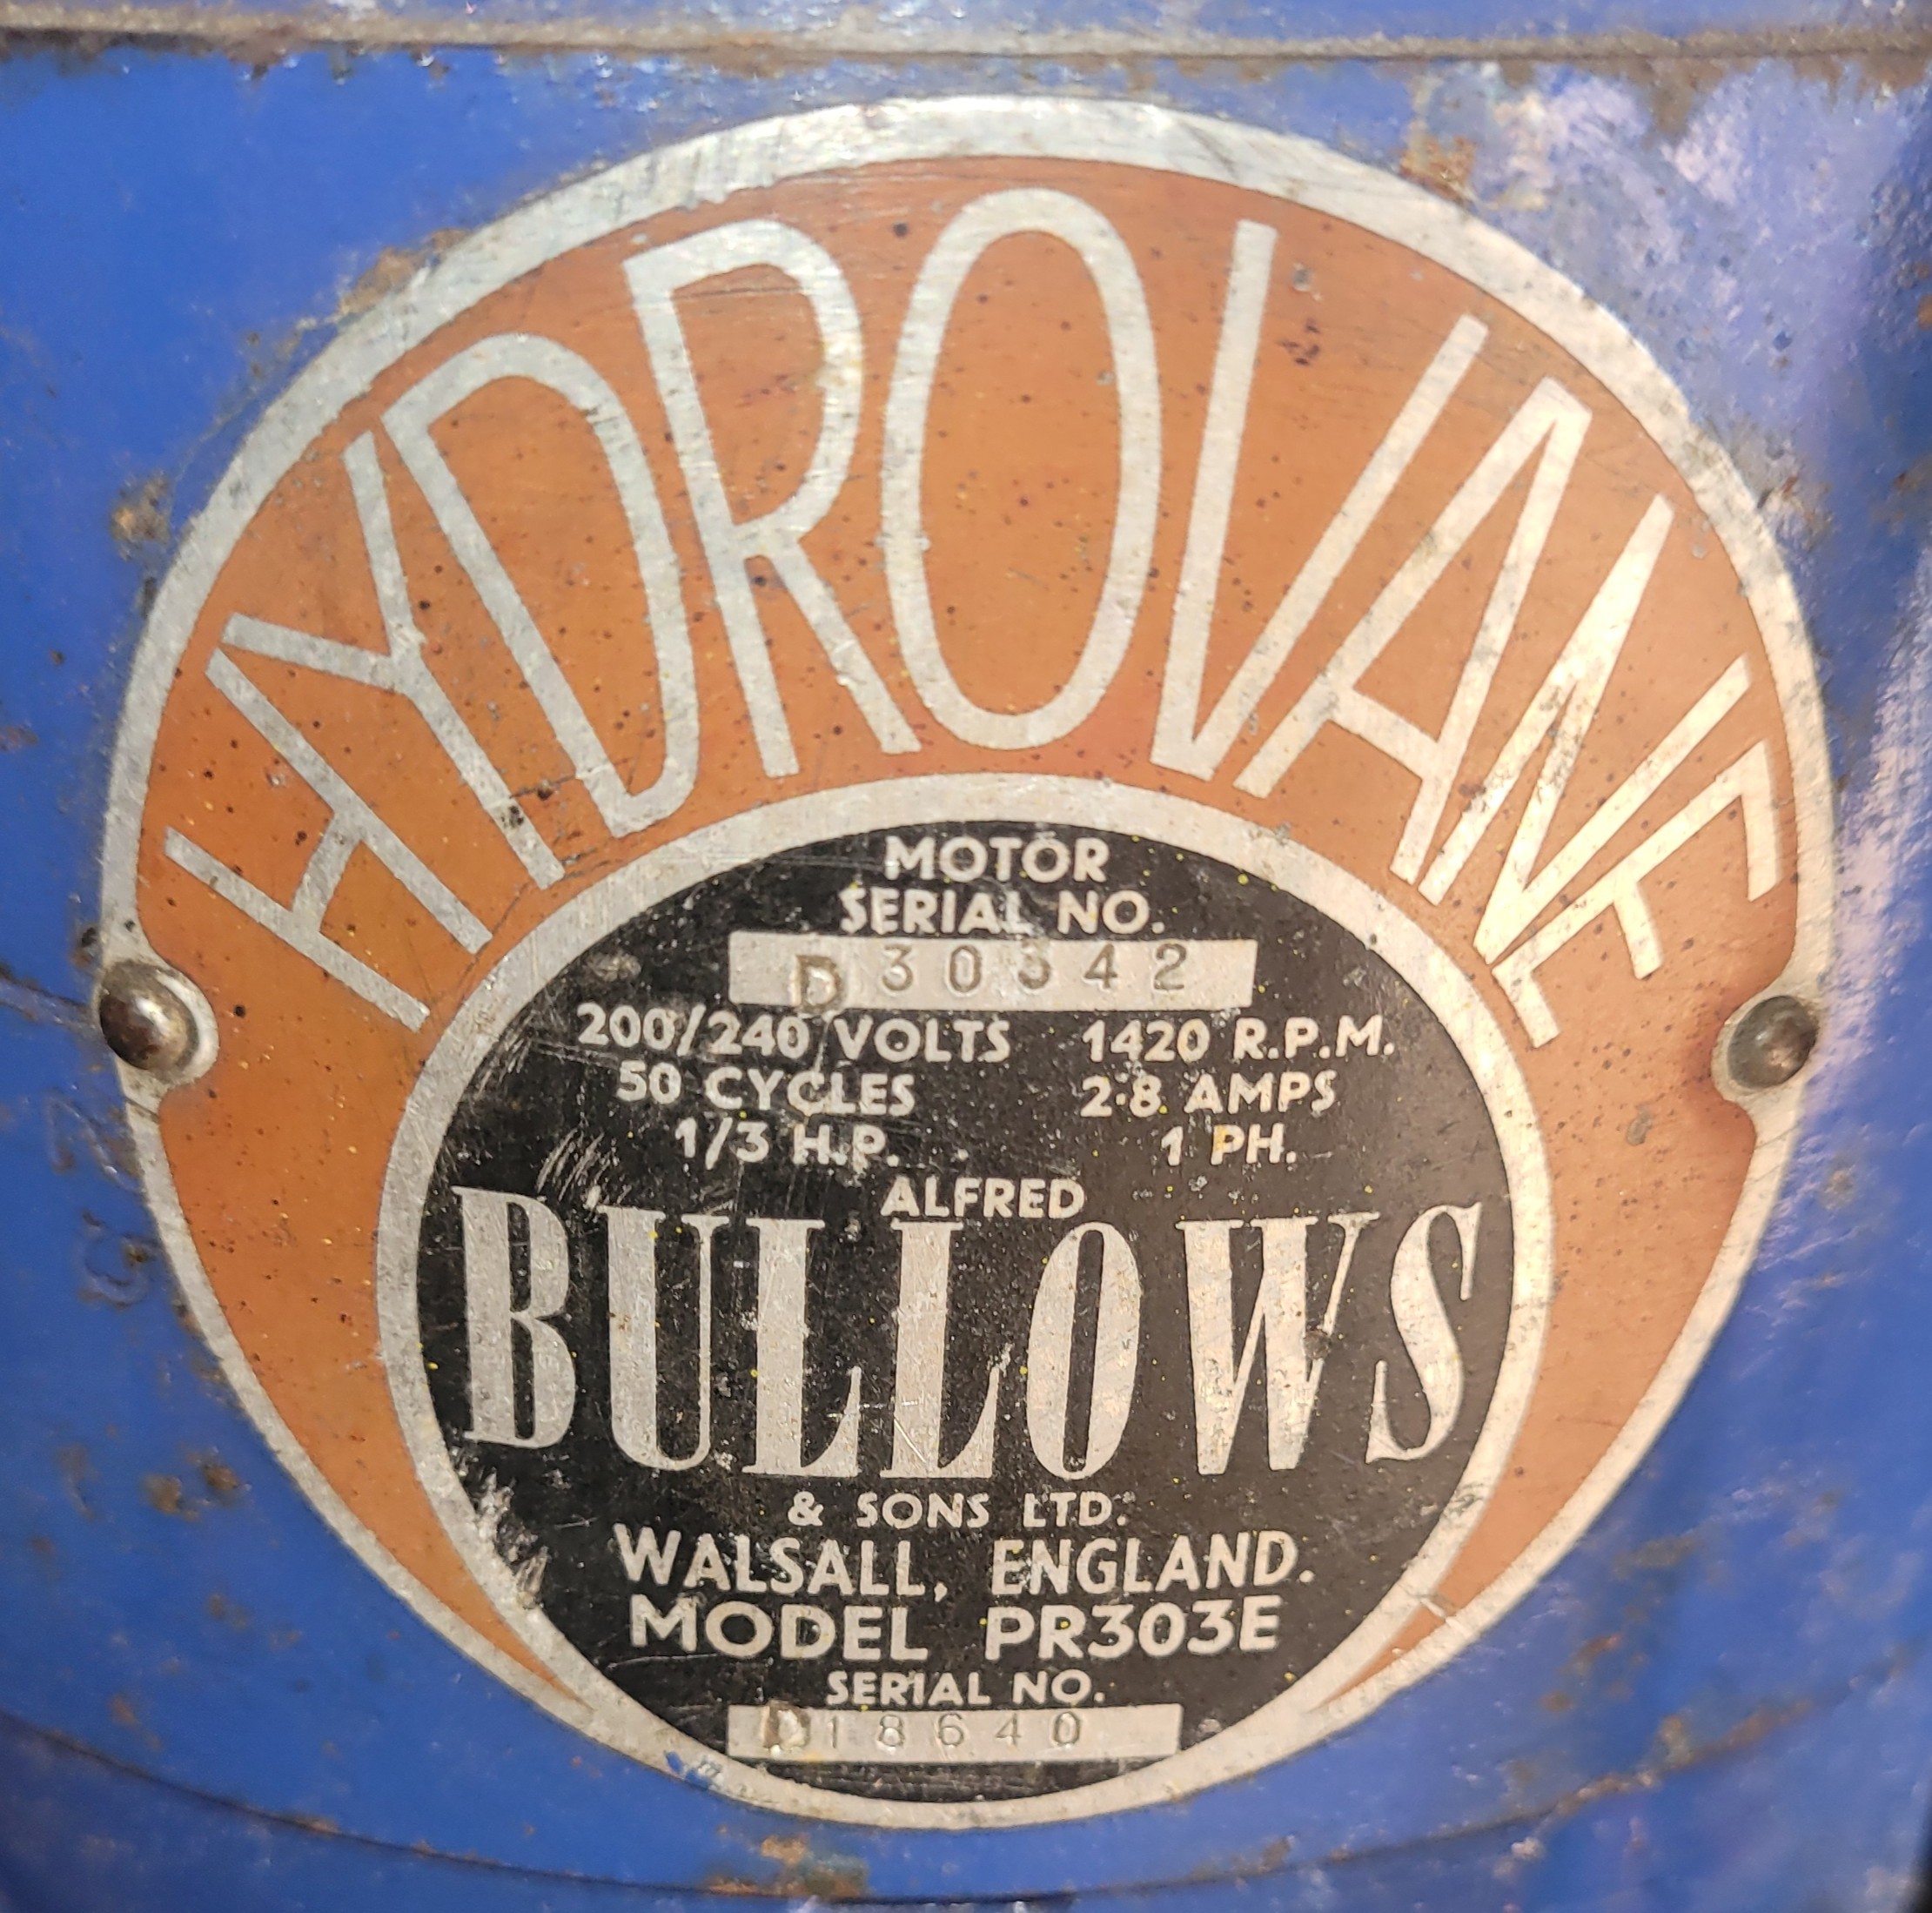 HYDROVANE
MOTOR
SERIAL NO.
D 30342
200/240 VOLTS 1420 R.P.M.
50 CYCLES 2·8 AMPS
1/3 H.P. 1 PH.
ALFRED
BULLOWS
& SONS LTD.
WALSALL, ENGLAND.
MODEL PR303E
SERIAL NO.
D18640